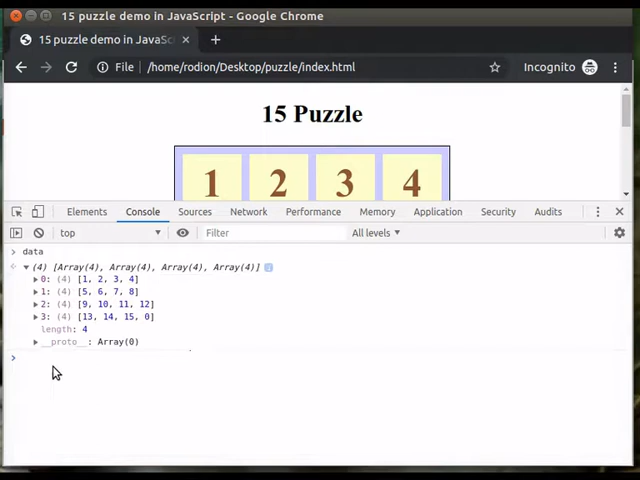 15 puzzle demo in JavaScript - Google Chrome
15 puzzle demo in JavaSc
File /home/rodion/Desktop/puzzle/index.html Incognito
15 Puzzle
1 2 3 4
Elements Console Sources Network Performance Memory Application Security Audits
top Filter All levels
> data
(4) [Array(4), Array(4), Array(4), Array(4)] i
0: (4) [1, 2, 3, 4]
1: (4) [5, 6, 7, 8]
2: (4) [9, 10, 11, 12]
3: (4) [13, 14, 15, 0]
length: 4
__proto__: Array(0)
>